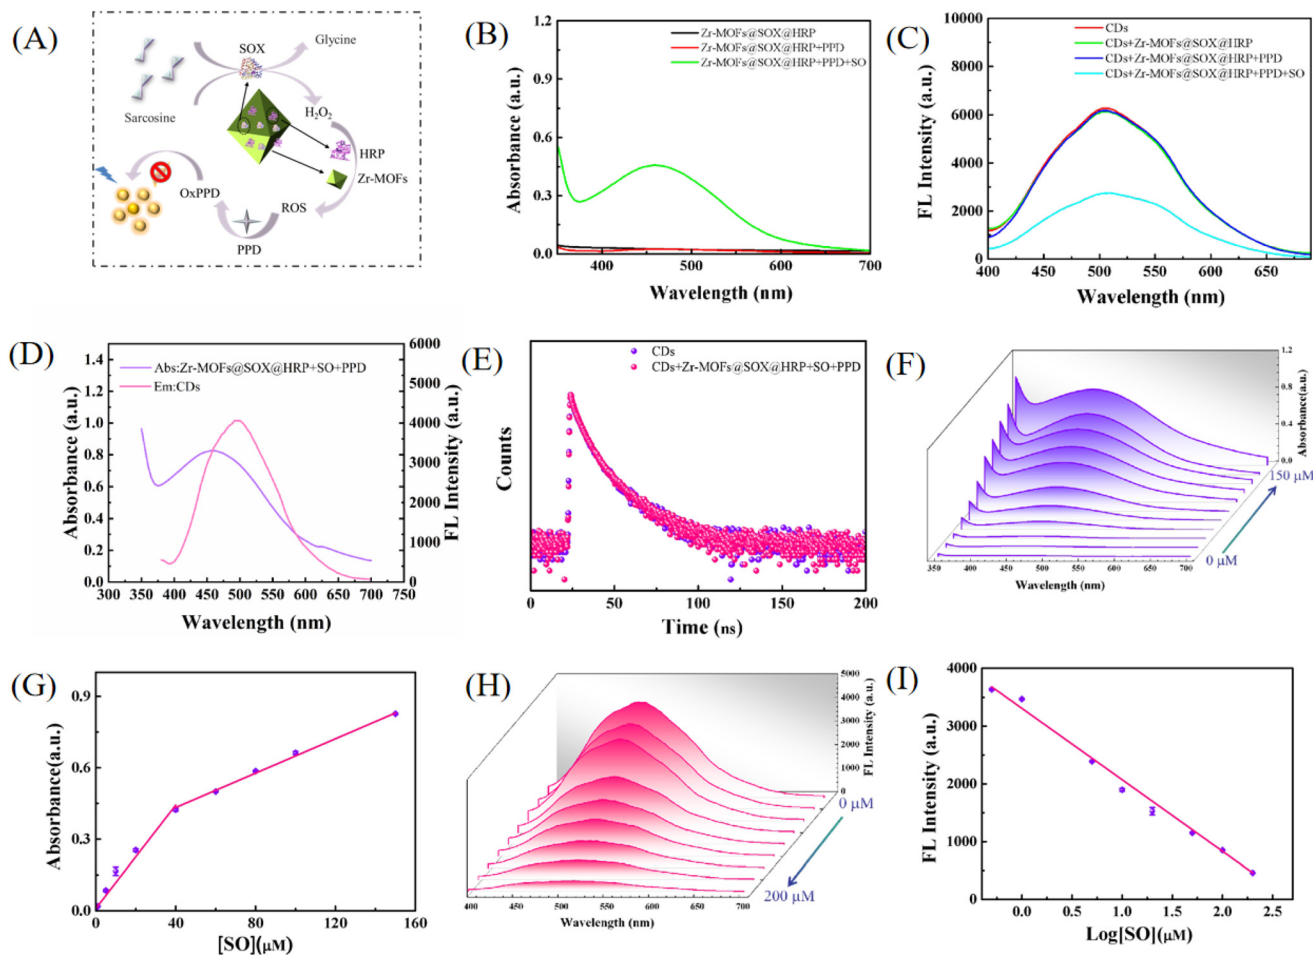 (A)
SOX
Glycine
Sarcosine
H₂O₂
HRP
Zr-MOFs
OxPPD
ROS
PPD
(B)
Zr-MOFs@SOX@HRP
Zr-MOFs@SOX@HRP+PPD
Zr-MOFs@SOX@HRP+PPD+SO
Absorbance (a.u.)
1.2
0.9
0.6
0.3
0.0
400 500 600 700
Wavelength (nm)
(C)
CDs
CDs+Zr-MOFs@SOX@HRP
CDs+Zr-MOFs@SOX@HRP+PPD
CDs+Zr-MOFs@SOX@HRP+PPD+SO
FL Intensity (a.u.)
10000
8000
6000
4000
2000
0
400 450 500 550 600 650
Wavelength (nm)
(D)
Abs:Zr-MOFs@SOX@HRP+SO+PPD
Em:CDs
Absorbance (a.u.)
1.4
1.2
1.0
0.8
0.6
0.4
0.2
0.0
FL Intensity (a.u.)
6000
5000
4000
3000
2000
1000
0
300 350 400 450 500 550 600 650 700 750
Wavelength (nm)
(E)
CDs
CDs+Zr-MOFs@SOX@HRP+SO+PPD
Counts
0 50 100 150 200
Time (ns)
(F)
1.2
0.8
0.4
0.0
Absorbance(a.u.)
150 μM
0 μM
350 400 450 500 550 600 650 700
Wavelength (nm)
(G)
Absorbance(a.u.)
0.9
0.6
0.3
0.0
0 40 80 120 160
[SO](μM)
(H)
5000
4000
3000
2000
1000
0
FL Intensity (a.u.)
0 μM
200 μM
400 450 500 550 600 650 700
Wavelength (nm)
(I)
FL Intensity (a.u.)
4000
3000
2000
1000
0
0.0 0.5 1.0 1.5 2.0 2.5
Log[SO](μM)